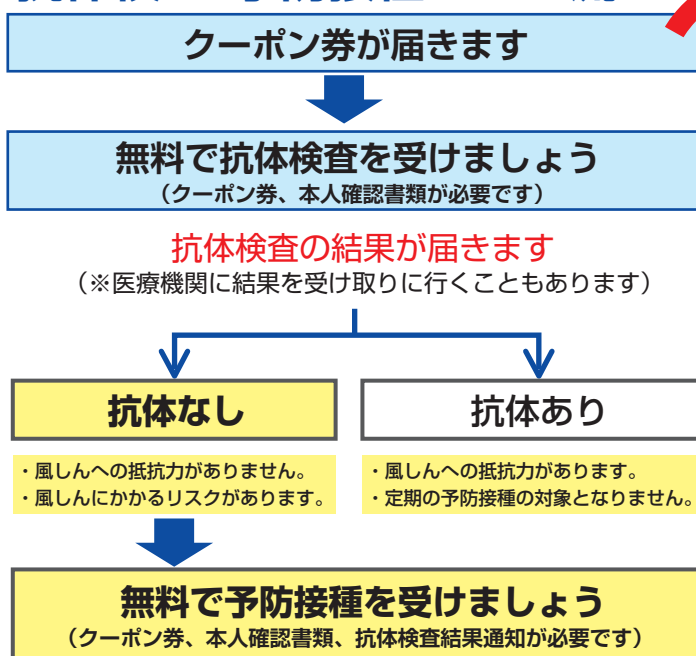 クーポン券が届きます
無料で抗体検査を受けましょう
（クーポン券、本人確認書類が必要です）
抗体検査の結果が届きます
（※医療機関に結果を受け取りに行くこともあります）
抗体なし
抗体あり
・風しんへの抵抗力がありません。
・風しんにかかるリスクがあります。
・風しんへの抵抗力があります。
・定期の予防接種の対象となりません。
無料で予防接種を受けましょう
（クーポン券、本人確認書類、抗体検査結果通知が必要です）